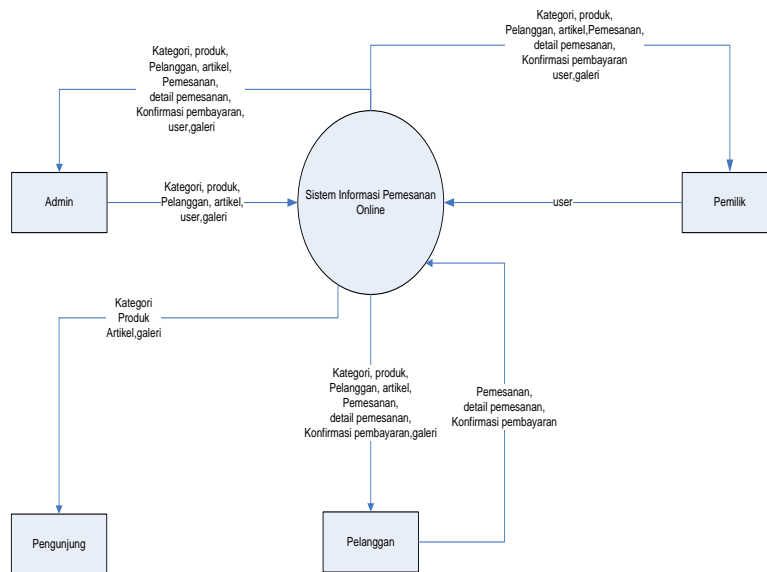 Kategori, produk,
Pelanggan, artikel,Pemesanan,
detail pemesanan,
Konfirmasi pembayaran
user,galeri
Kategori, produk,
Pelanggan, artikel,
Pemesanan,
detail pemesanan,
Konfirmasi pembayaran,
user,galeri
Admin
Kategori, produk,
Pelanggan, artikel,
user,galeri
Sistem Informasi Pemesanan
Online
user
Pemilik
Kategori
Produk
Artikel,galeri
Kategori, produk,
Pelanggan, artikel,
Pemesanan,
detail pemesanan,
Konfirmasi pembayaran,galeri
Pemesanan,
detail pemesanan,
Konfirmasi pembayaran
Pengunjung
Pelanggan